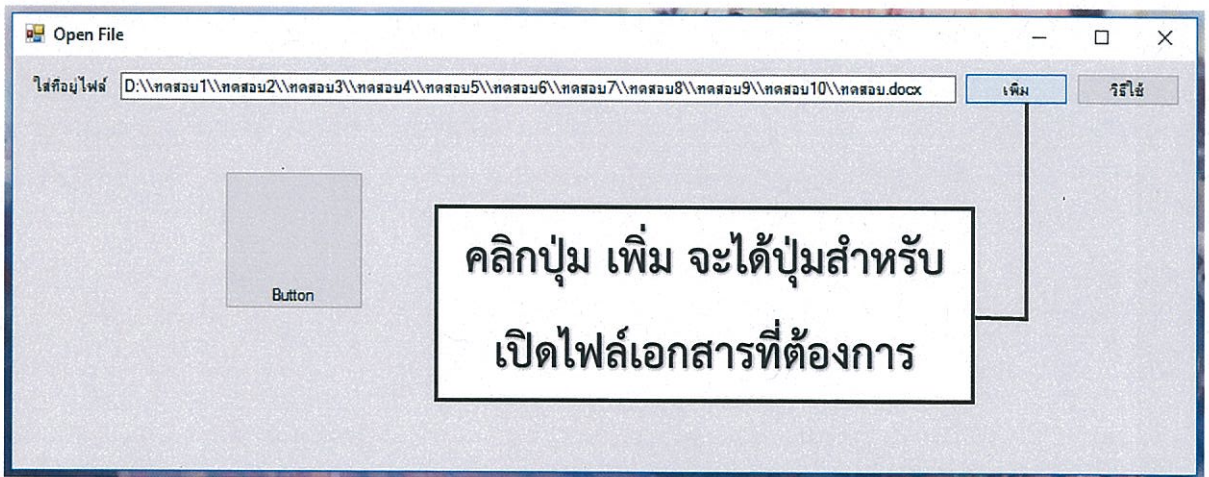 Open File
ใส่ที่อยู่ไฟล์ D:\\ทดสอบ1\\ทดสอบ2\\ทดสอบ3\\ทดสอบ4\\ทดสอบ5\\ทดสอบ6\\ทดสอบ7\\ทดสอบ8\\ทดสอบ9\\ทดสอบ10\\ทดสอบ.docx เพิ่ม วิธีใช้
Button
คลิกปุ่ม เพิ่ม จะได้ปุ่มสำหรับ
เปิดไฟล์เอกสารที่ต้องการ